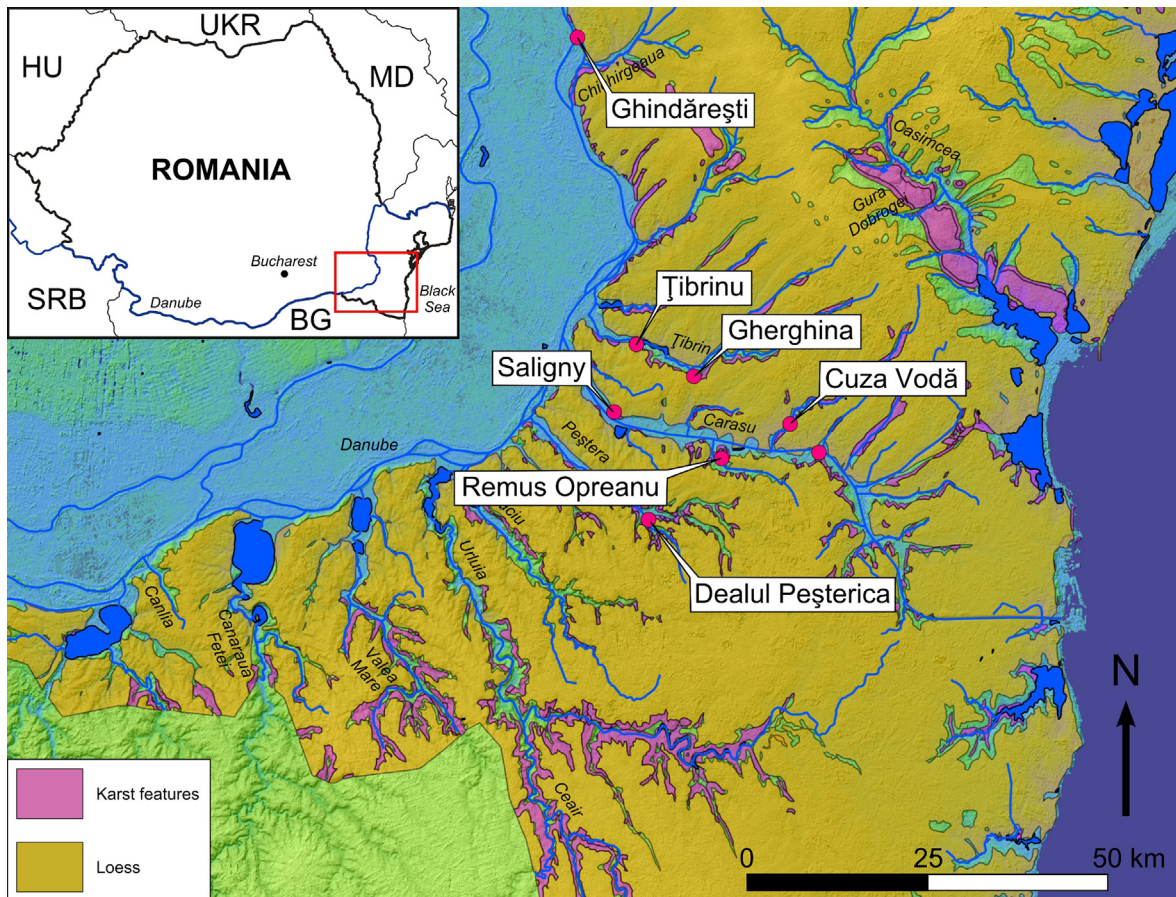 UKR
HU
MD
ROMANIA
Bucharest
SRB
Danube
BG
Black
Sea
Chichirgeaua
Ghindăreşti
Oasimcea
Gura
Dobrogei
Ţibrinu
Ţibrin
Gherghina
Saligny
Cuza Vodă
Carasu
Danube
Peştera
Remus Opreanu
Urluia
Dealul Peşterica
Canlia
Canaraua
Fetei
Valea
Mare
Ceair
N
Karst features
Loess
0
25
50 km